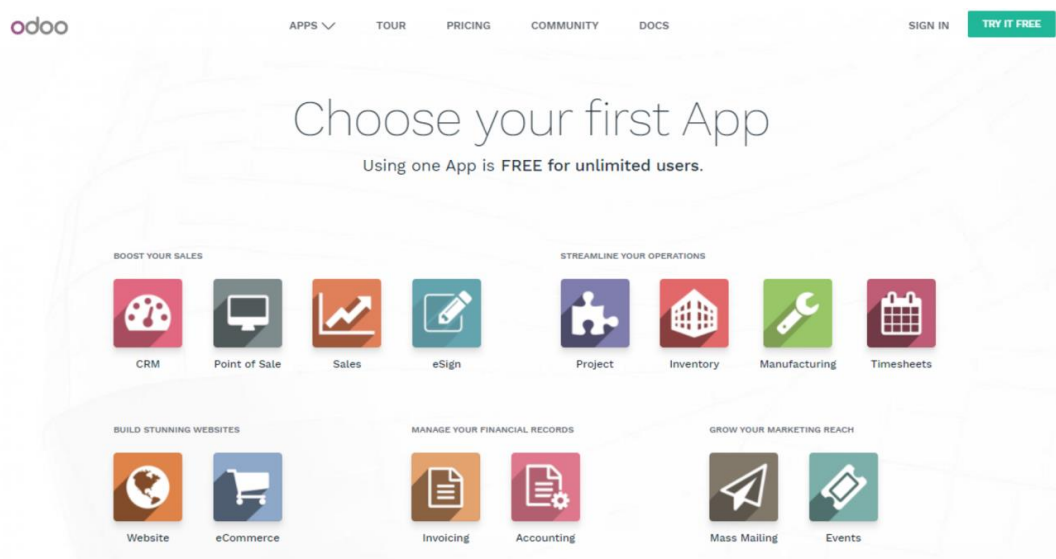 odoo APPS TOUR PRICING COMMUNITY DOCS SIGN IN TRY IT FREE
Choose your first App
Using one App is FREE for unlimited users.
BOOST YOUR SALES
CRM Point of Sale Sales eSign
STREAMLINE YOUR OPERATIONS
Project Inventory Manufacturing Timesheets
BUILD STUNNING WEBSITES
Website eCommerce
MANAGE YOUR FINANCIAL RECORDS
Invoicing Accounting
GROW YOUR MARKETING REACH
Mass Mailing Events